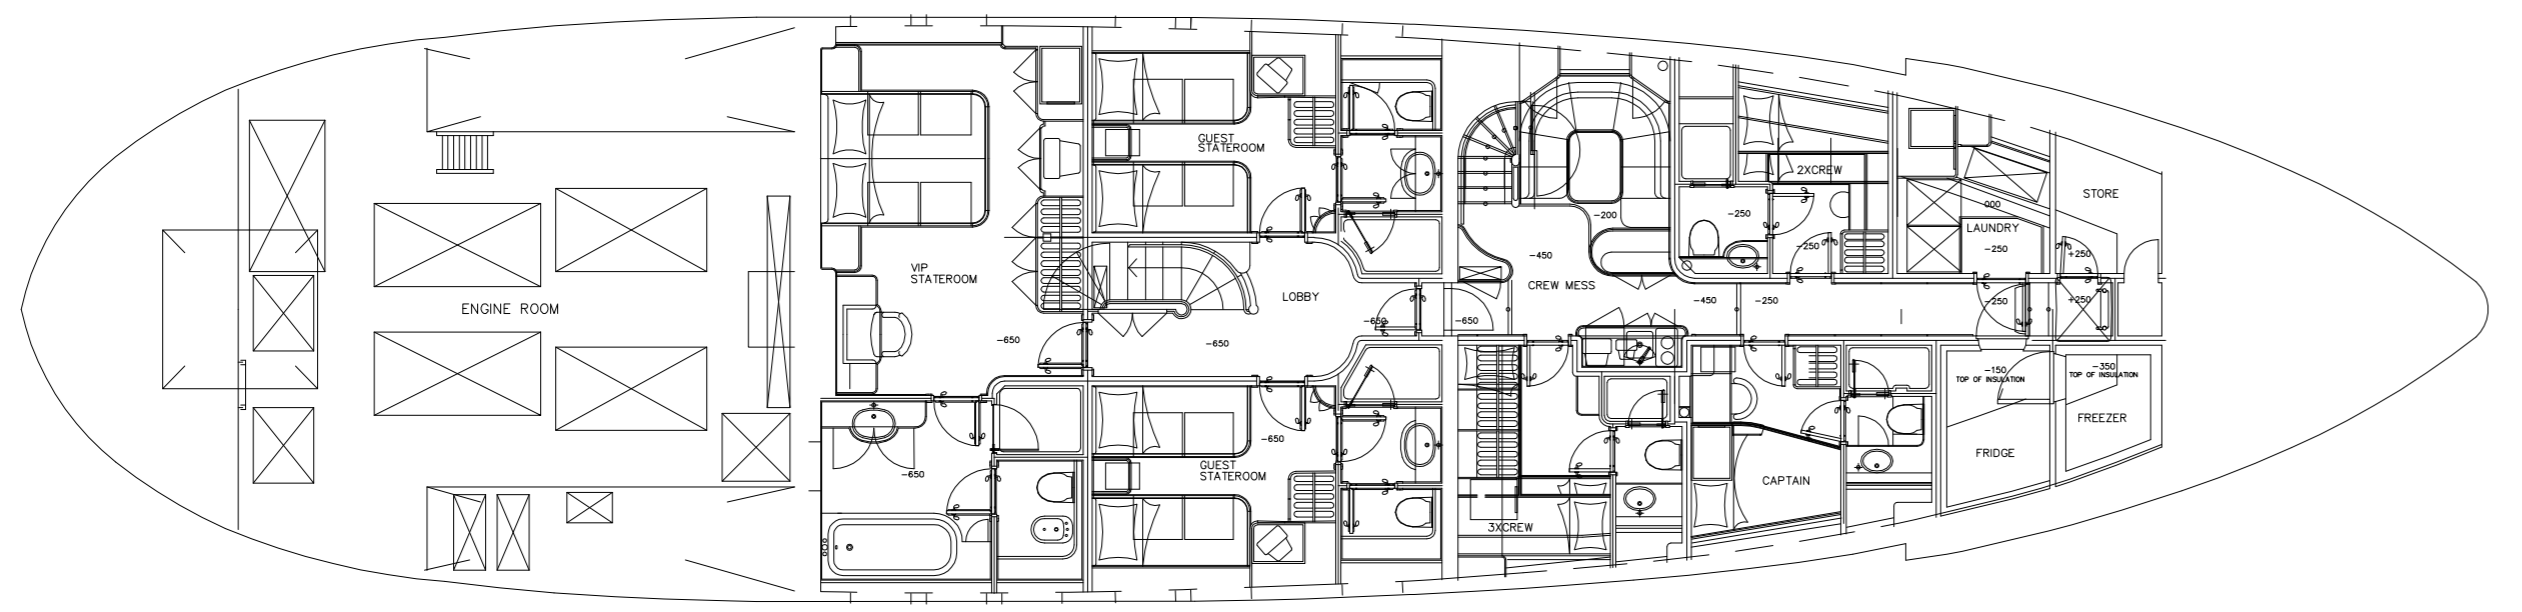 ENGINE ROOM
VIP
STATEROOM
-650
-650
GUEST
STATEROOM
LOBBY
-650
-650
-650
GUEST
STATEROOM
-650
-650
CREW MESS
-450
-200
-450
-250
3XCREW
2XCREW
-250
-250
CAPTAIN
LAUNDRY
000
-250
-250
STORE
+250
+250
-150
TOP OF INSULATION
FRIDGE
-350
TOP OF INSULATION
FREEZER